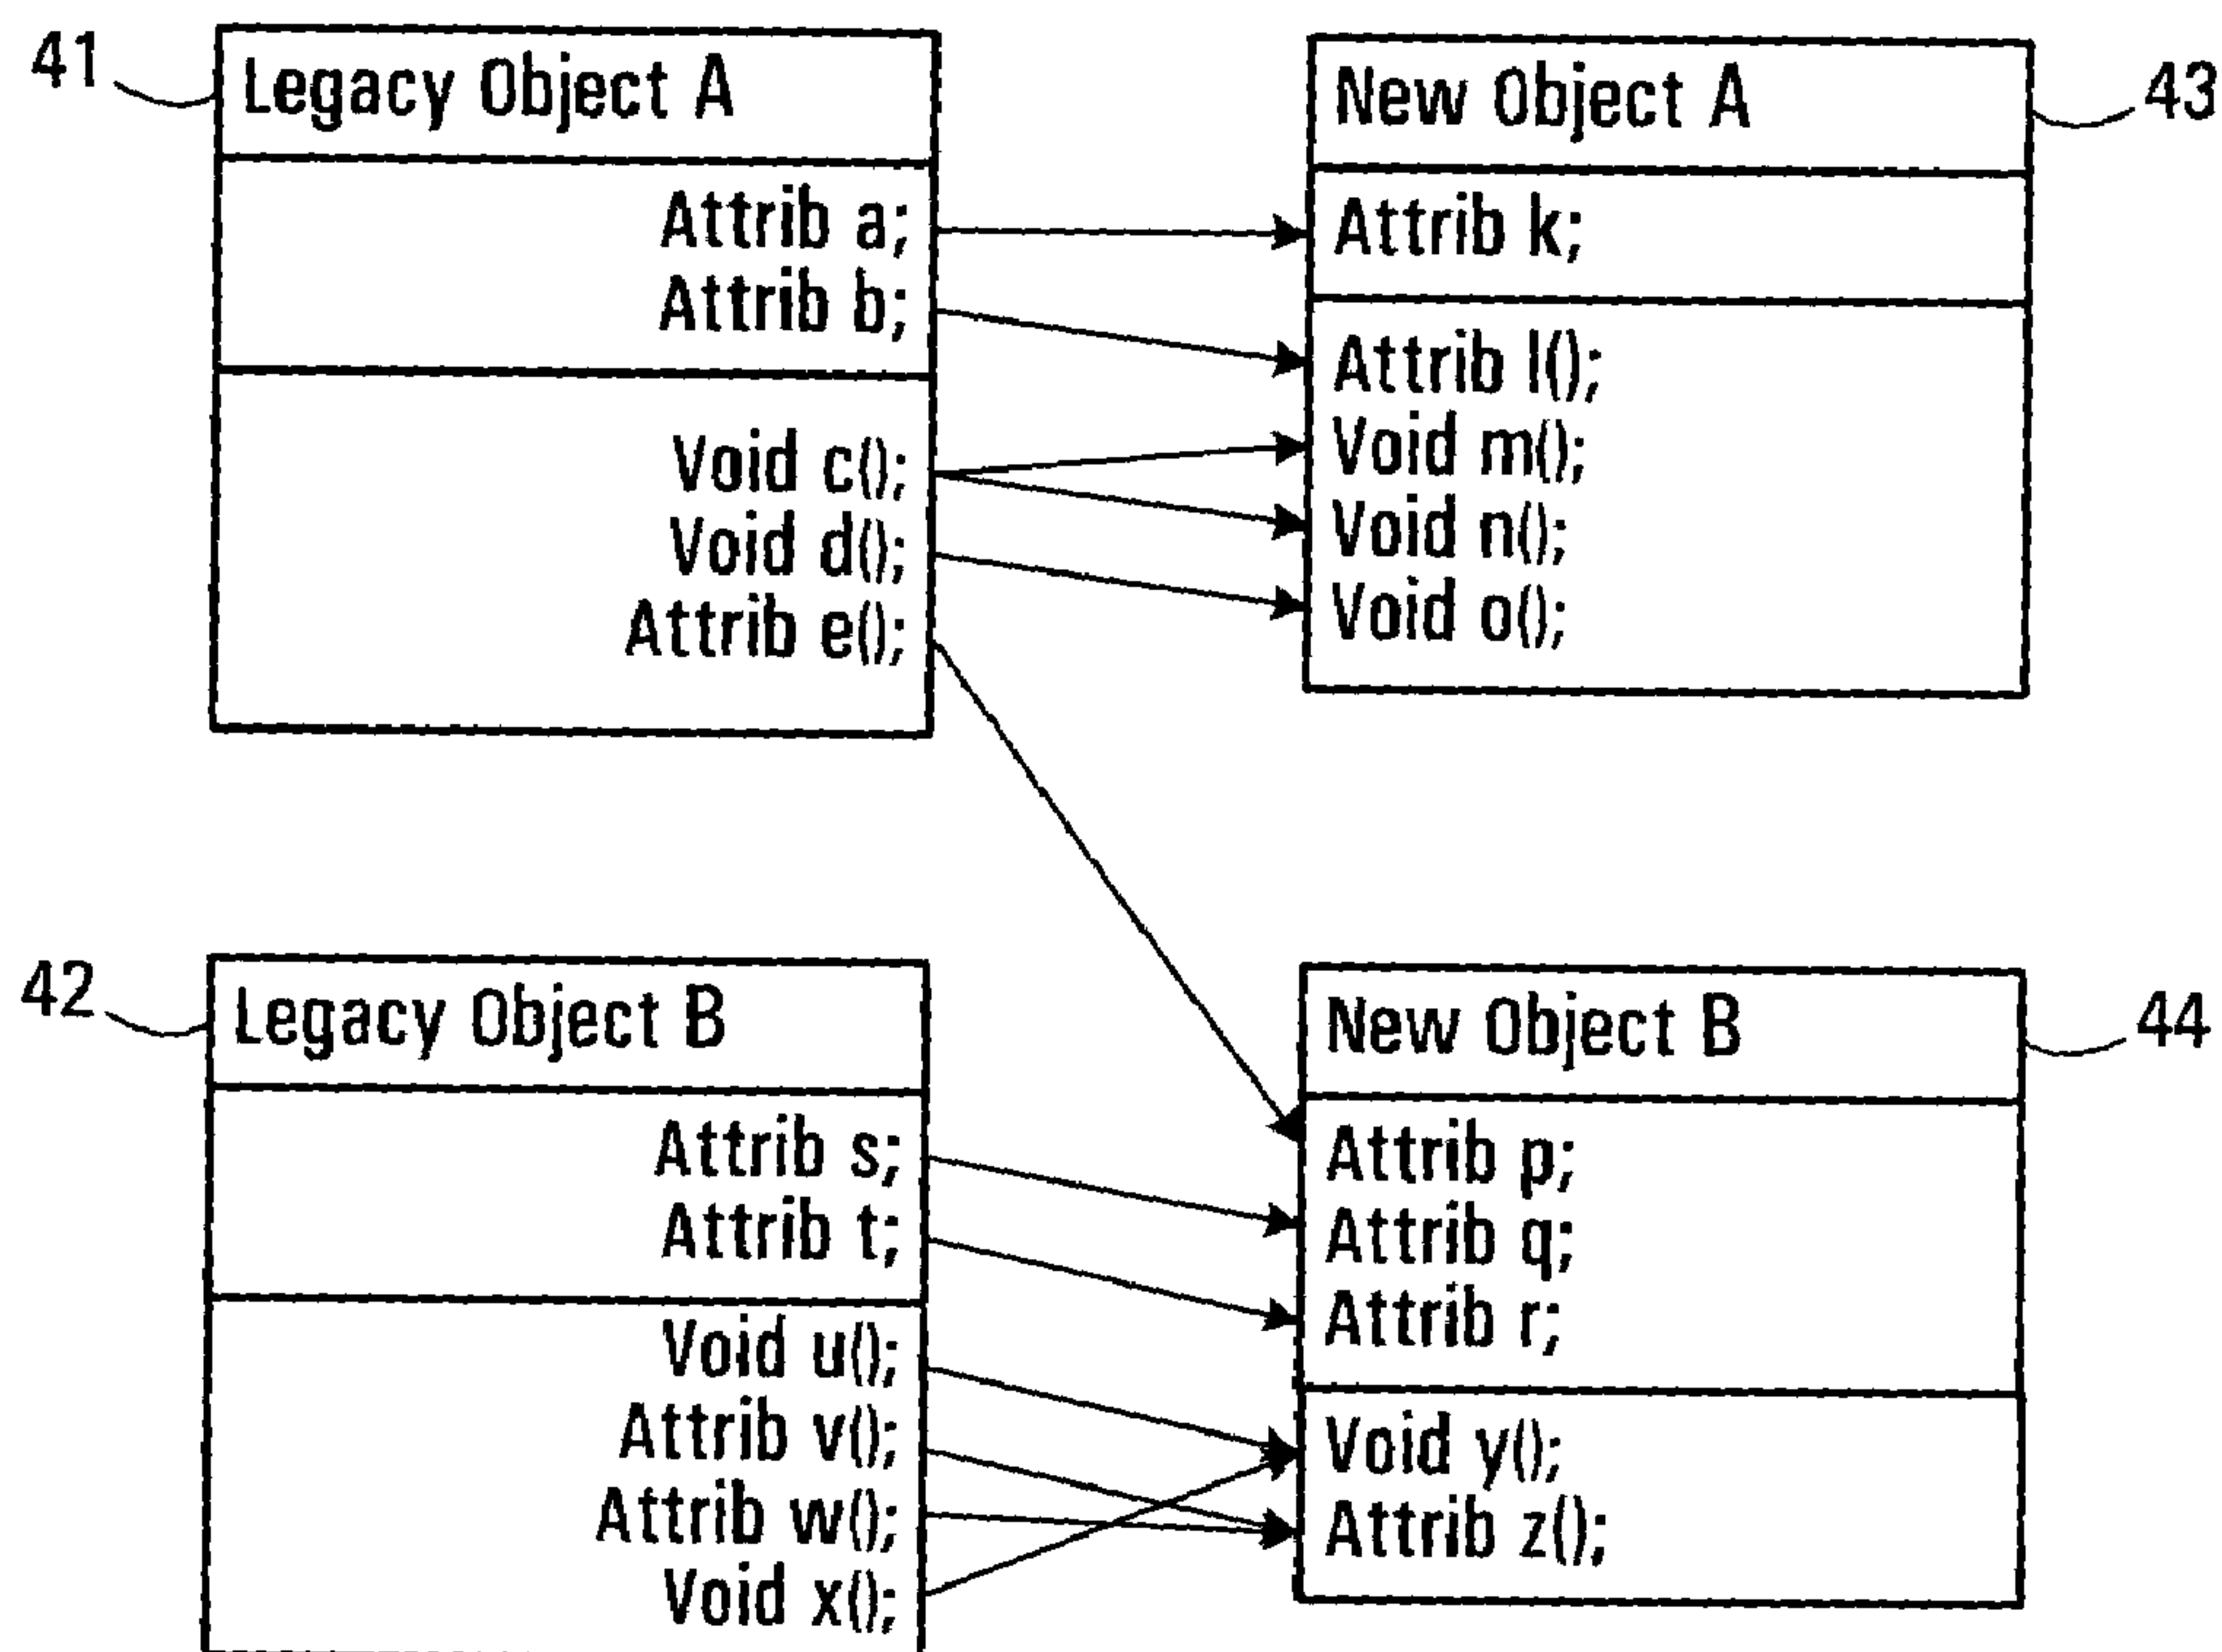 41
Legacy Object A
Attrib a;
Attrib b;
Void c();
Void d();
Attrib e();
New Object A
43
Attrib k;
Attrib l();
Void m();
Void n();
Void o();
42
Legacy Object B
Attrib s;
Attrib t;
Void u();
Attrib v();
Attrib w();
Void x();
New Object B
44
Attrib p;
Attrib q;
Attrib r;
Void y();
Attrib z();